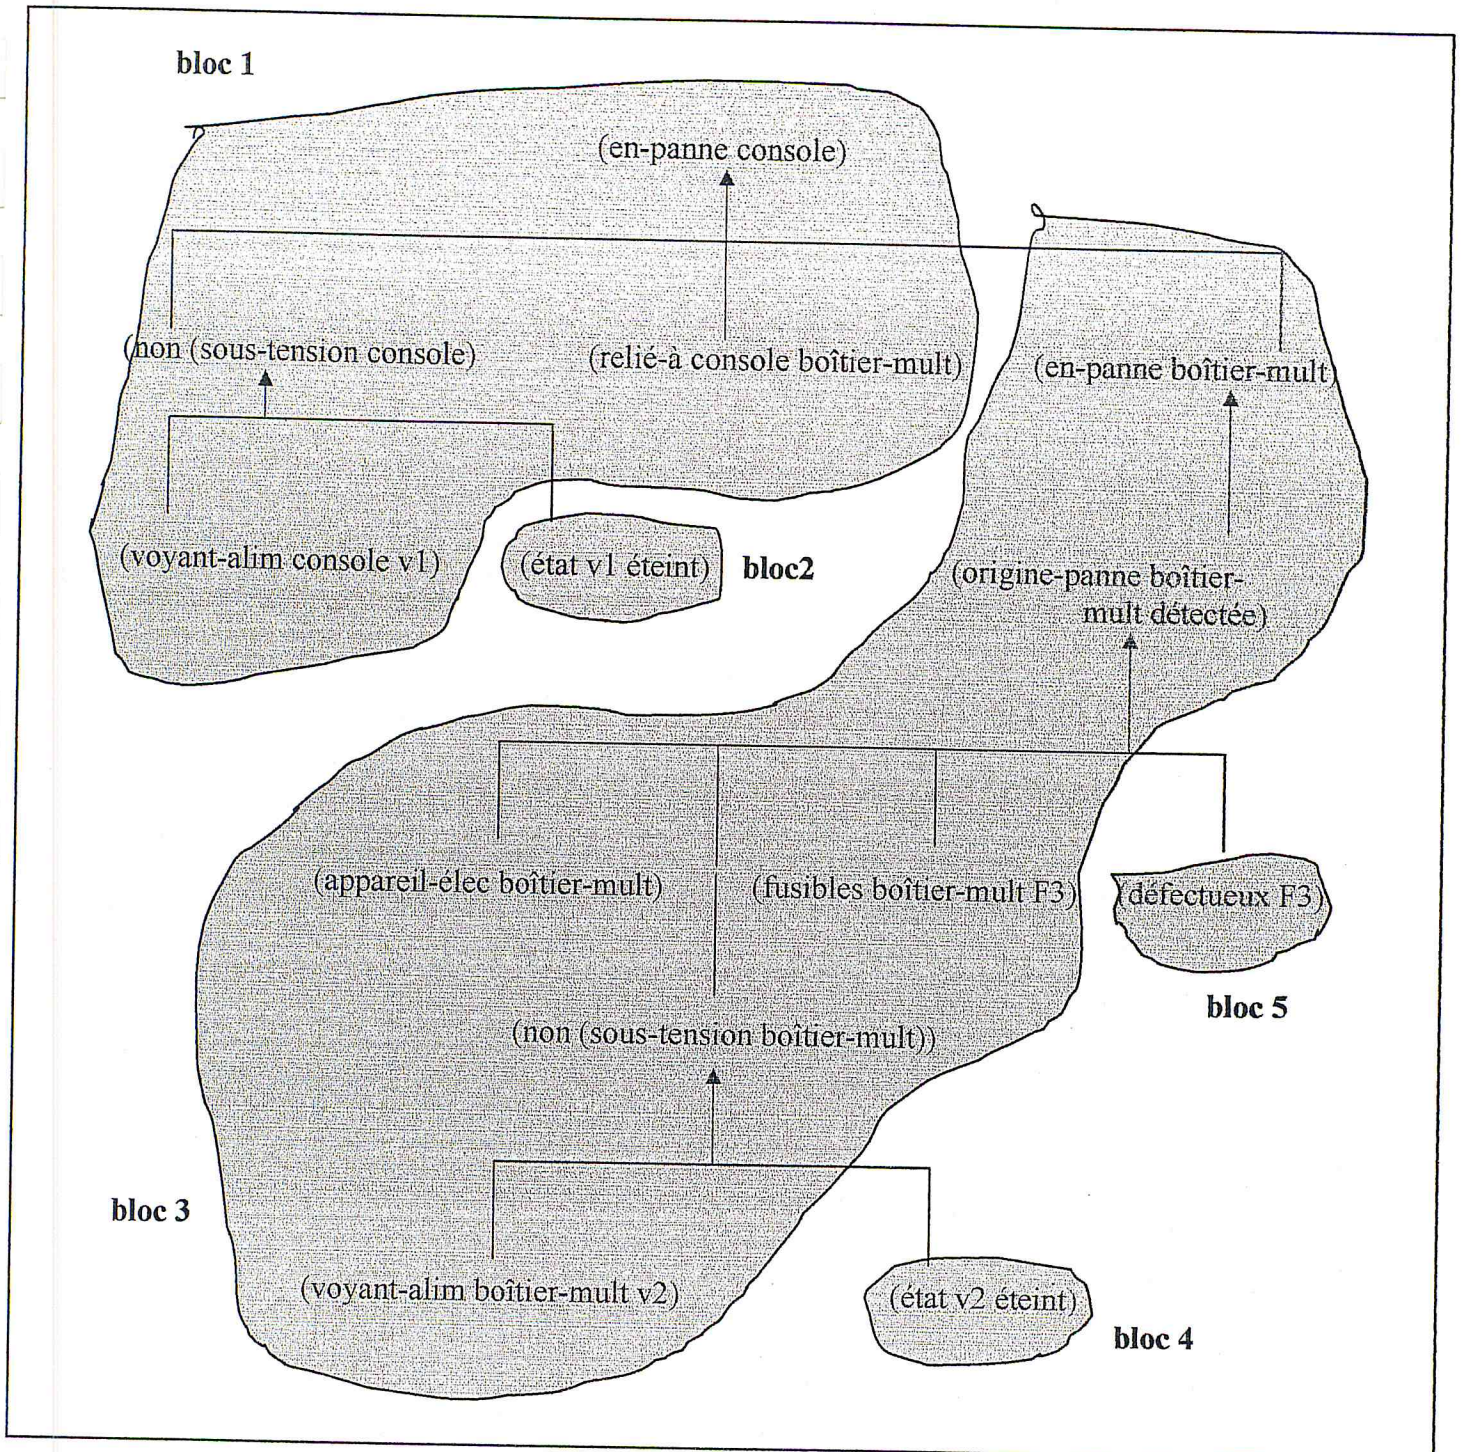 bloc 1
(en-panne console)
(non (sous-tension console)
(relié-à console boîtier-mult)
(en-panne boîtier-mult)
(voyant-alim console v1)
(état v1 éteint)
bloc2
(origine-panne boîtier-
mult détectée)
(appareil-élec boîtier-mult)
(fusibles boîtier-mult F3)
(défectueux F3)
bloc 5
(non (sous-tension boîtier-mult))
bloc 3
(voyant-alim boîtier-mult v2)
(état v2 éteint)
bloc 4